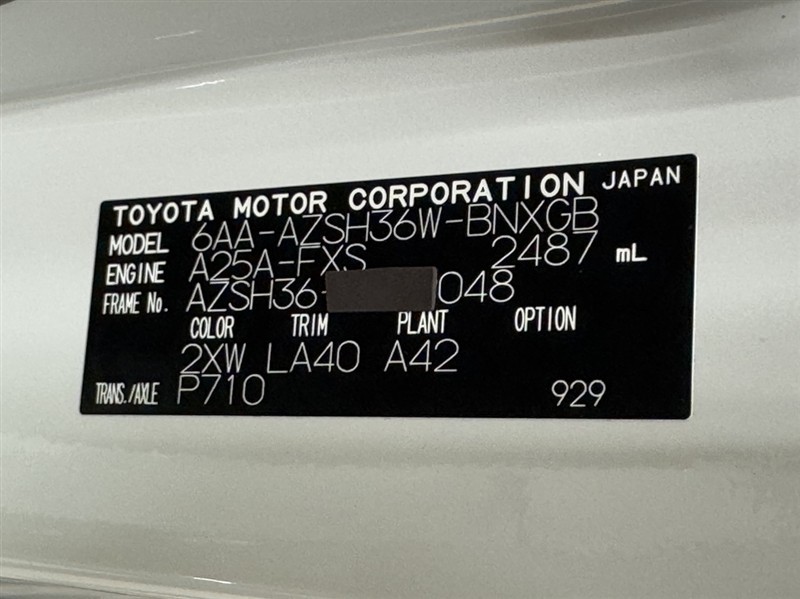 TOYOTA MOTOR CORPORATION JAPAN
MODEL 6AA-AZSH36W-BNXGB
ENGINE A25A-FXS 2487 mL
FRAME No. AZSH36- 048
COLOR TRIM PLANT OPTION
2XW LA40 A42
TRANS./AXLE P710 929